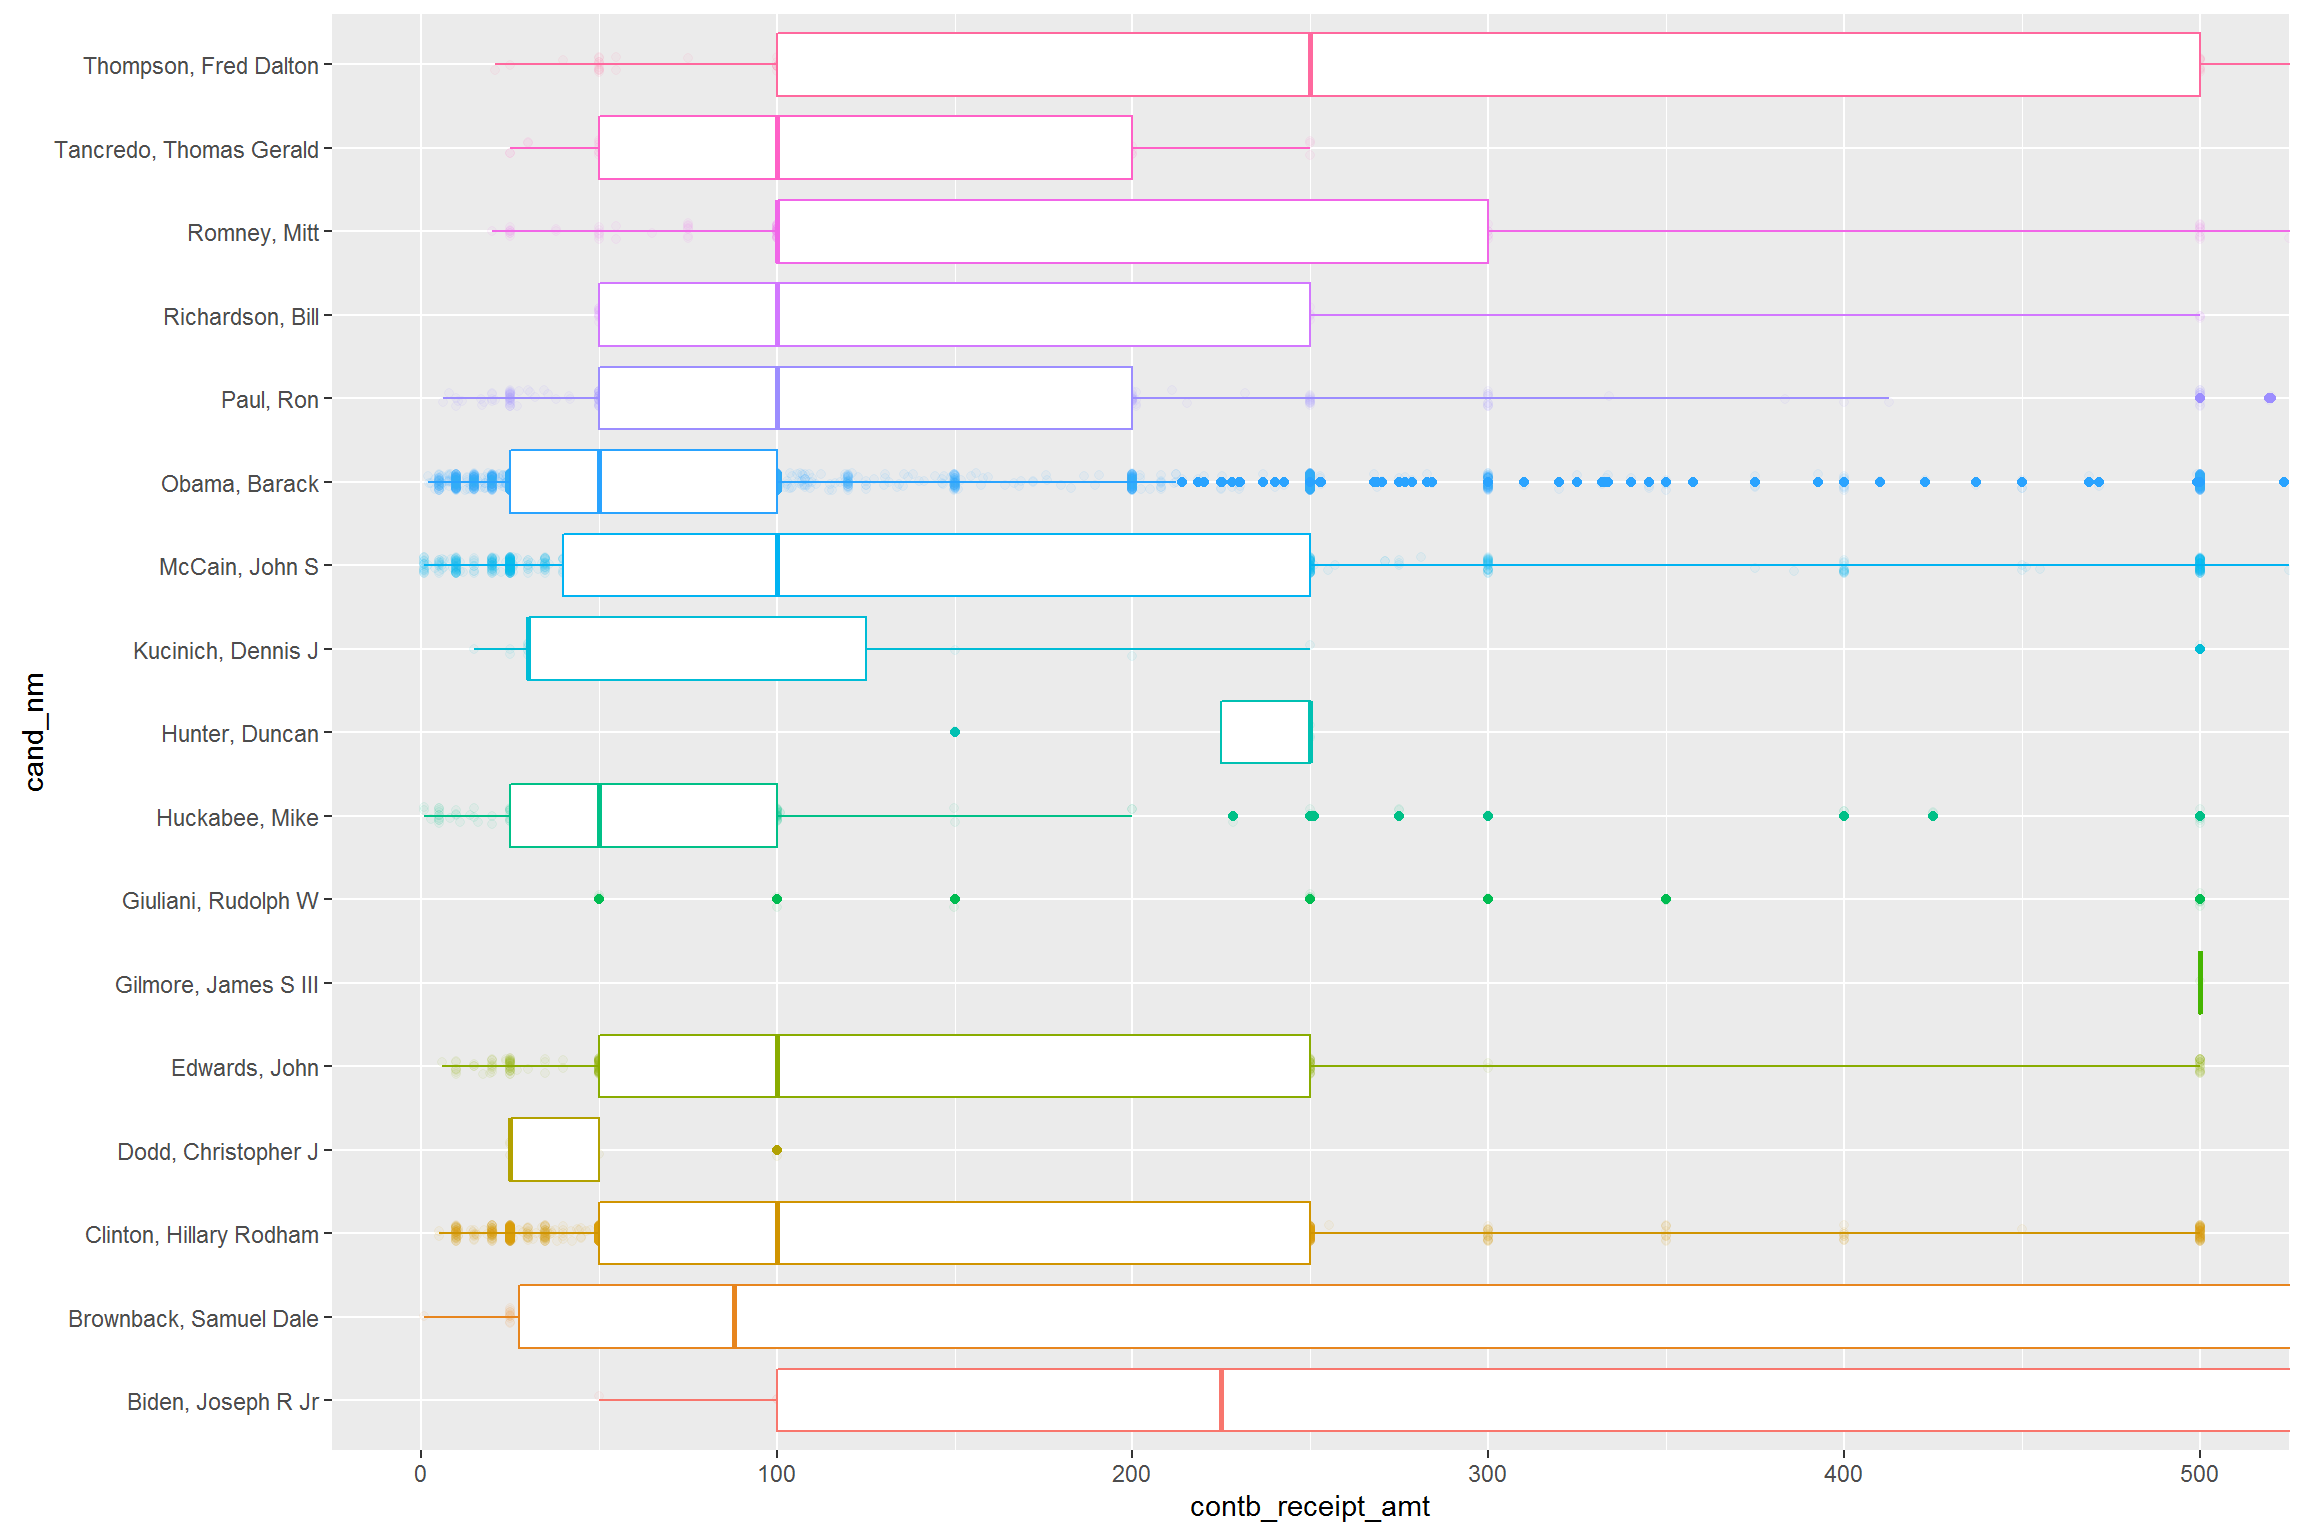 Thompson, Fred Dalton
Tancredo, Thomas Gerald
Romney, Mitt
Richardson, Bill
Paul, Ron
Obama, Barack
McCain, John S
Kucinich, Dennis J
Hunter, Duncan
Huckabee, Mike
Giuliani, Rudolph W
Gilmore, James S III
Edwards, John
Dodd, Christopher J
Clinton, Hillary Rodham
Brownback, Samuel Dale
Biden, Joseph R Jr
cand_nm
0 100 200 300 400 500
contb_receipt_amt